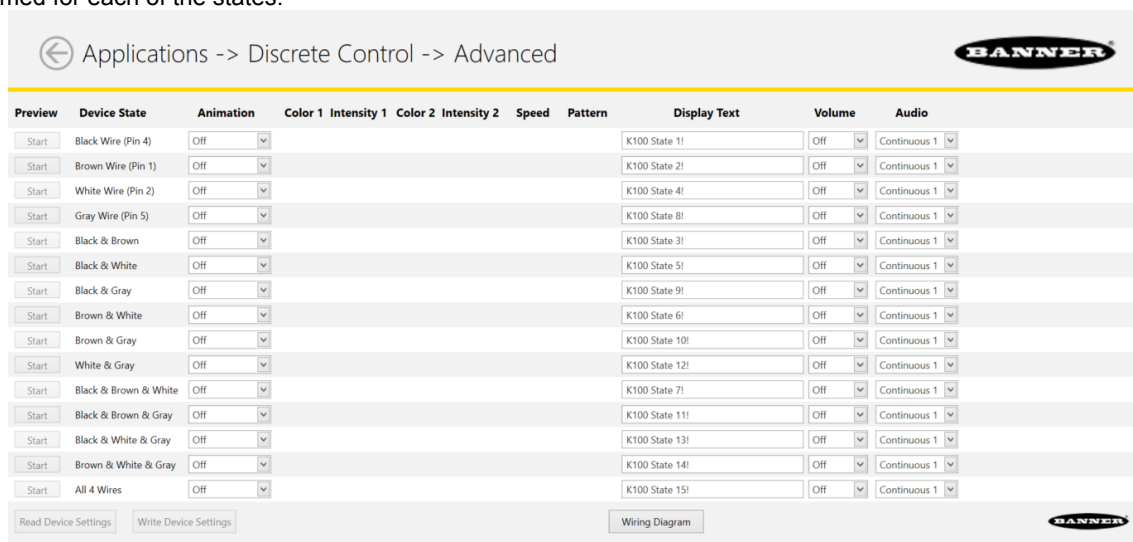 med for each of the states.
Applications -> Discrete Control -> Advanced
BANNER
Preview Device State Animation Color 1 Intensity 1 Color 2 Intensity 2 Speed Pattern Display Text Volume Audio
Start Black Wire (Pin 4) Off K100 State 1! Off Continuous 1
Start Brown Wire (Pin 1) Off K100 State 2! Off Continuous 1
Start White Wire (Pin 2) Off K100 State 4! Off Continuous 1
Start Gray Wire (Pin 5) Off K100 State 8! Off Continuous 1
Start Black & Brown Off K100 State 3! Off Continuous 1
Start Black & White Off K100 State 5! Off Continuous 1
Start Black & Gray Off K100 State 9! Off Continuous 1
Start Brown & White Off K100 State 6! Off Continuous 1
Start Brown & Gray Off K100 State 10! Off Continuous 1
Start White & Gray Off K100 State 12! Off Continuous 1
Start Black & Brown & White Off K100 State 7! Off Continuous 1
Start Black & Brown & Gray Off K100 State 11! Off Continuous 1
Start Black & White & Gray Off K100 State 13! Off Continuous 1
Start Brown & White & Gray Off K100 State 14! Off Continuous 1
Start All 4 Wires Off K100 State 15! Off Continuous 1
Read Device Settings Write Device Settings Wiring Diagram BANNER